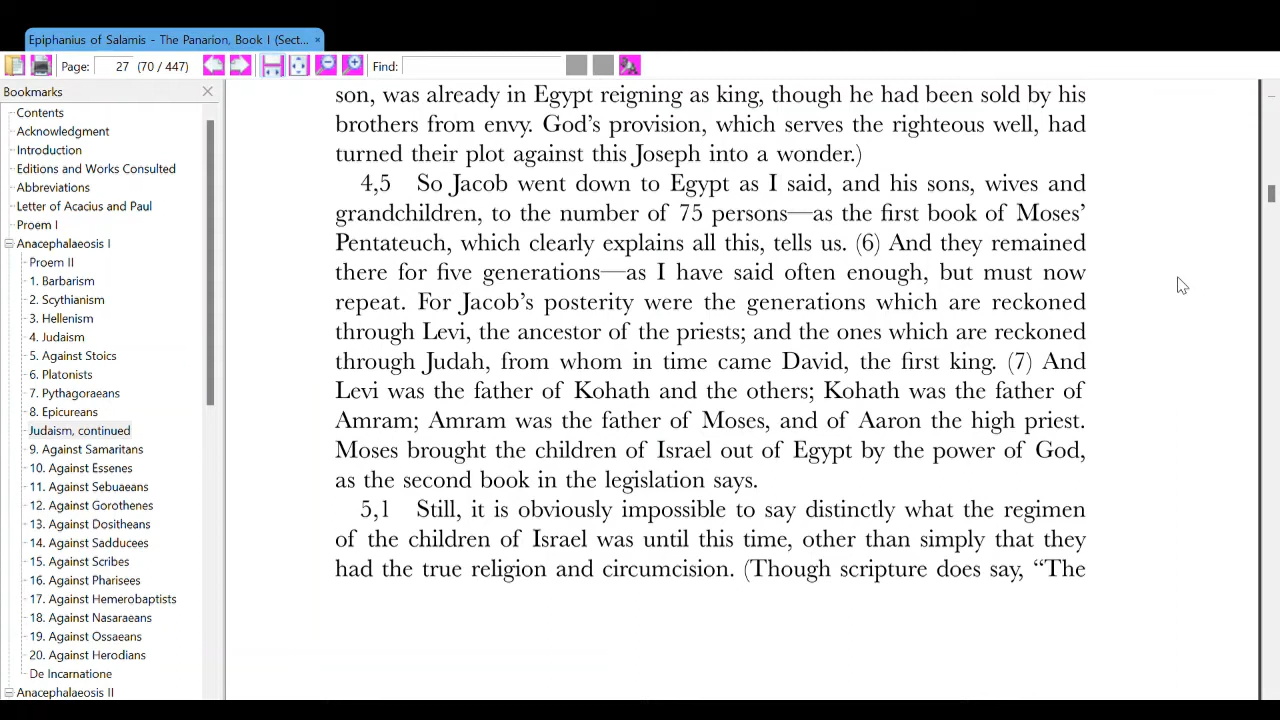 Epiphanius of Salamis - The Panarion, Book I (Sect... ×
Page: 27 (70 / 447) Find:
Bookmarks
Contents
Acknowledgment
Introduction
Editions and Works Consulted
Abbreviations
Letter of Acacius and Paul
Proem I
Anacephalaeosis I
Proem II
1. Barbarism
2. Scythianism
3. Hellenism
4. Judaism
5. Against Stoics
6. Platonists
7. Pythagoraeans
8. Epicureans
Judaism, continued
9. Against Samaritans
10. Against Essenes
11. Against Sebuaeans
12. Against Gorothenes
13. Against Dositheans
14. Against Sadducees
15. Against Scribes
16. Against Pharisees
17. Against Hemerobaptists
18. Against Nasaraeans
19. Against Ossaeans
20. Against Herodians
De Incarnatione
Anacephalaeosis II
son, was already in Egypt reigning as king, though he had been sold by his
brothers from envy. God’s provision, which serves the righteous well, had
turned their plot against this Joseph into a wonder.)
4,5 So Jacob went down to Egypt as I said, and his sons, wives and
grandchildren, to the number of 75 persons—as the first book of Moses’
Pentateuch, which clearly explains all this, tells us. (6) And they remained
there for five generations—as I have said often enough, but must now
repeat. For Jacob’s posterity were the generations which are reckoned
through Levi, the ancestor of the priests; and the ones which are reckoned
through Judah, from whom in time came David, the first king. (7) And
Levi was the father of Kohath and the others; Kohath was the father of
Amram; Amram was the father of Moses, and of Aaron the high priest.
Moses brought the children of Israel out of Egypt by the power of God,
as the second book in the legislation says.
5,1 Still, it is obviously impossible to say distinctly what the regimen
of the children of Israel was until this time, other than simply that they
had the true religion and circumcision. (Though scripture does say, “The